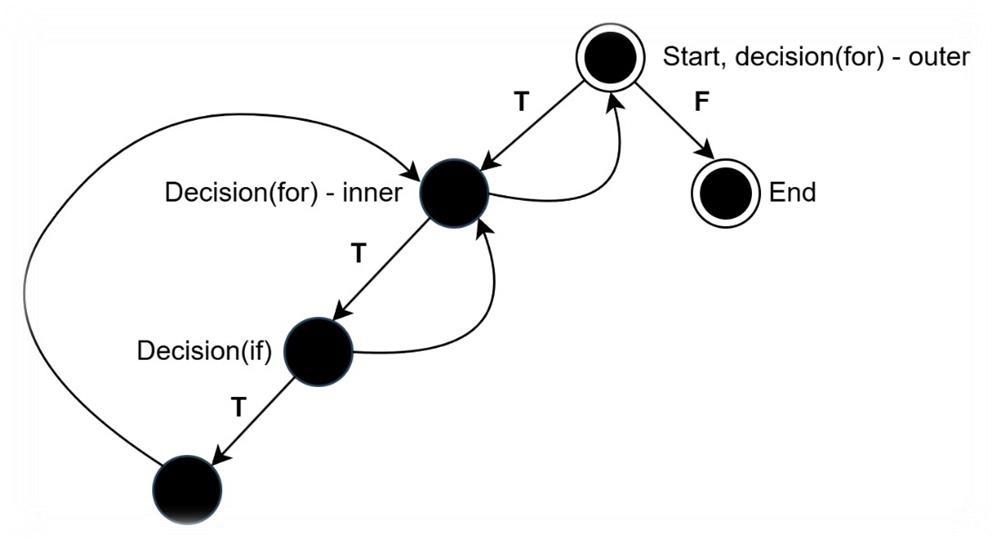 Start, decision(for) - outer
T
F
Decision(for) - inner
End
T
Decision(if)
T